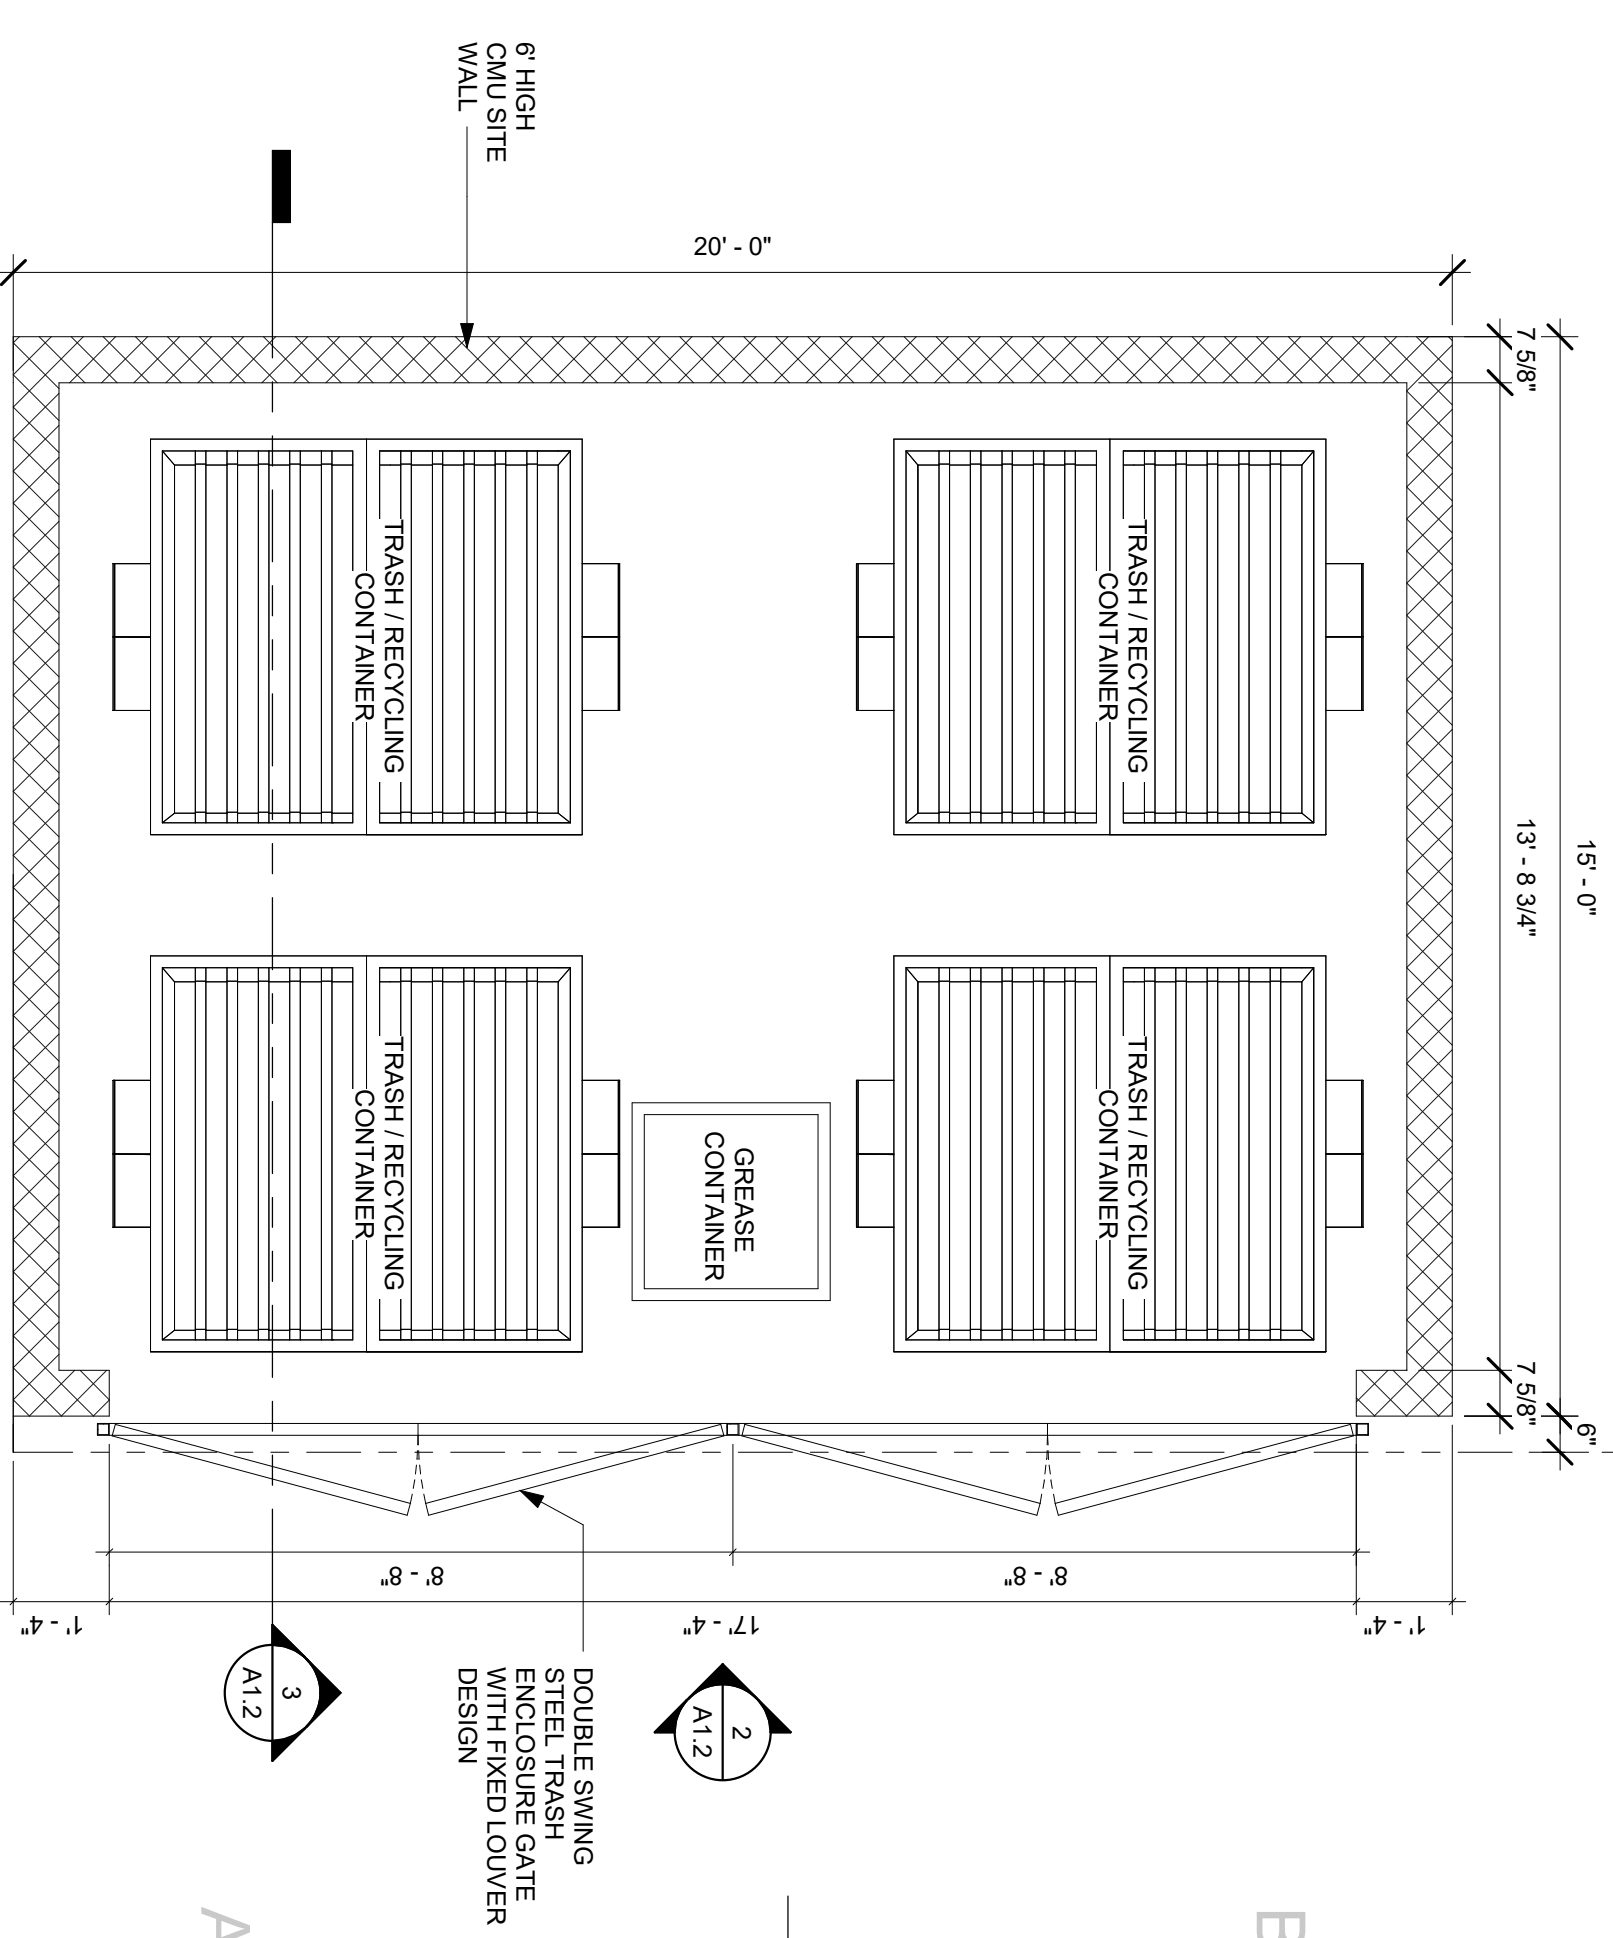 6' HIGH
CMU SITE
WALL
20' - 0"
7 5/8"
15' - 0"
13' - 8 3/4"
7 5/8"
6"
TRASH / RECYCLING
CONTAINER
TRASH / RECYCLING
CONTAINER
TRASH / RECYCLING
CONTAINER
TRASH / RECYCLING
CONTAINER
GREASE
CONTAINER
8' - 8"
8' - 8"
1' - 4"
17' - 4"
1' - 4"
3
A1.2
2
A1.2
DOUBLE SWING
STEEL TRASH
ENCLOSURE GATE
WITH FIXED LOUVER
DESIGN
A
B